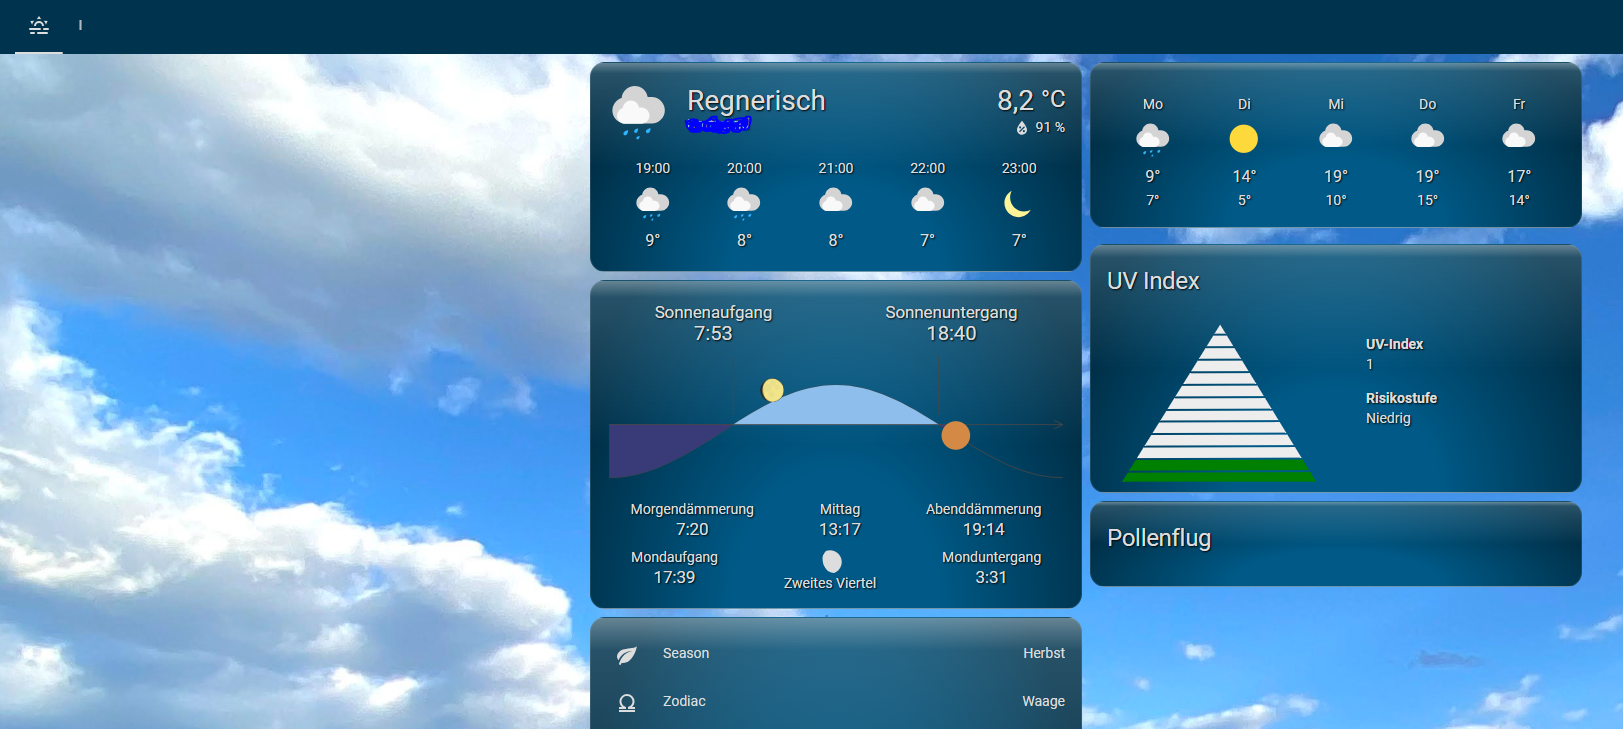 Regnerisch
8,2 °C
91 %
19:00 20:00 21:00 22:00 23:00
9° 8° 8° 7° 7°
Sonnenaufgang Sonnenuntergang
7:53 18:40
Morgendämmerung Mittag Abenddämmerung
7:20 13:17 19:14
Mondaufgang Monduntergang
17:39 3:31
Zweites Viertel
Season Herbst
Zodiac Waage
Mo Di Mi Do Fr
9° 14° 19° 19° 17°
7° 5° 10° 15° 14°
UV Index
UV-Index
1
Risikostufe
Niedrig
Pollenflug